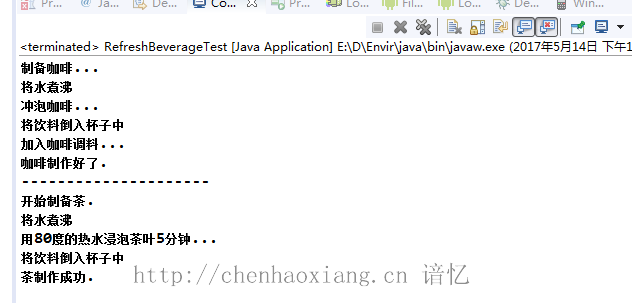 Pr...
Ja...
De...
Co...
Pr...
Lo...
Lo...
Fil...
Ge...
De...
Win...
<terminated> RefreshBeverageTest [Java Application] E:\D\Envir\java\bin\javaw.exe (2017年5月14日 下午1
制备咖啡...
将水煮沸
冲泡咖啡...
将饮料倒入杯子中
加入咖啡调料...
咖啡制作好了.
---------------------
开始制备茶.
将水煮沸
用80度的热水浸泡茶叶5分钟...
将饮料倒入杯子中
茶制作成功.
http://chenhaoxiang.cn 谙忆